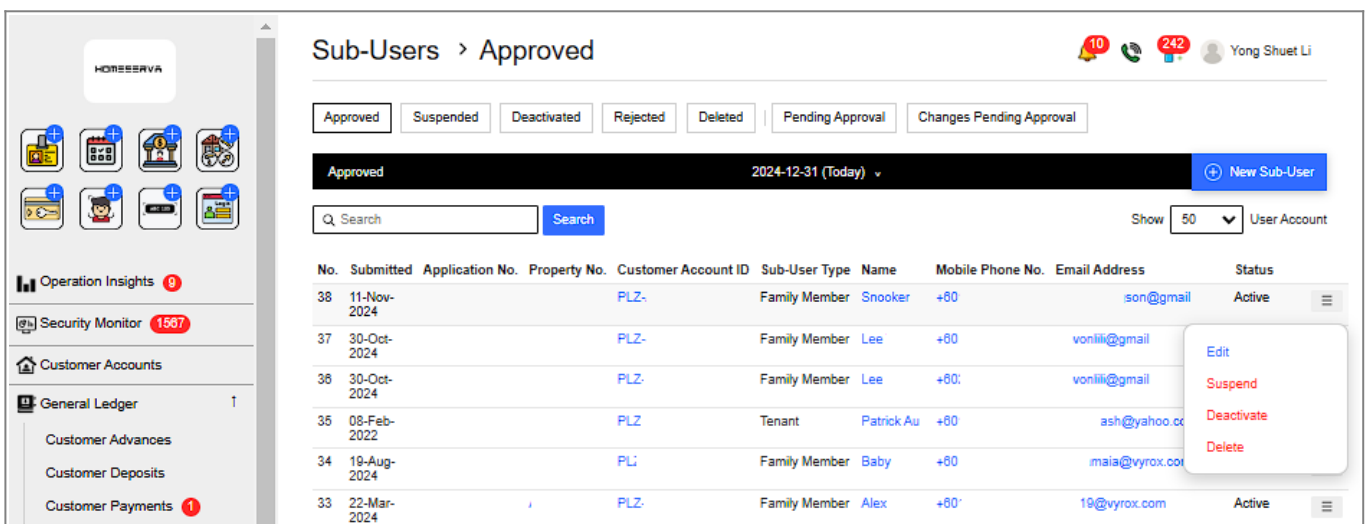 HOMESERVA
Sub-Users > Approved
10
242
Yong Shuet Li
Approved
Suspended
Deactivated
Rejected
Deleted
Pending Approval
Changes Pending Approval
Approved
2024-12-31 (Today)
New Sub-User
Search
Search
Show 50 User Account
Operation Insights 9
Security Monitor 1567
Customer Accounts
General Ledger ↑
Customer Advances
Customer Deposits
Customer Payments 1
No. Submitted Application No. Property No. Customer Account ID Sub-User Type Name Mobile Phone No. Email Address Status
38 11-Nov-2024 PLZ- Family Member Snooker +60 son@gmail Active
37 30-Oct-2024 PLZ- Family Member Lee +60 vonlili@gmail
36 30-Oct-2024 PLZ- Family Member Lee +60 vonlili@gmail
35 08-Feb-2022 PLZ Tenant Patrick Au +60 ash@yahoo.co
34 19-Aug-2024 PLZ Family Member Baby +60 maia@vyrox.com
33 22-Mar-2024 PLZ- Family Member Alex +60 19@vyrox.com Active
Edit
Suspend
Deactivate
Delete